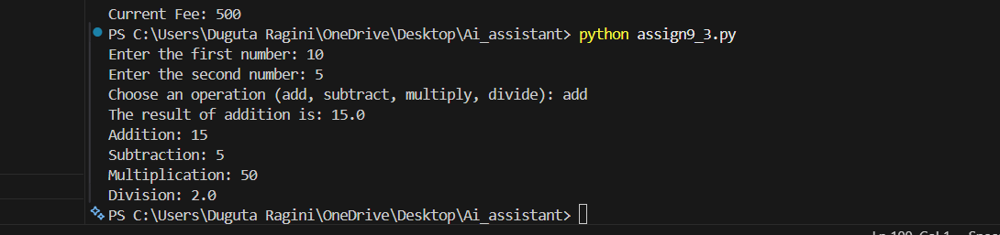 Current Fee: 500
PS C:\Users\Duguta Ragini\OneDrive\Desktop\Ai_assistant> python assign9_3.py
Enter the first number: 10
Enter the second number: 5
Choose an operation (add, subtract, multiply, divide): add
The result of addition is: 15.0
Addition: 15
Subtraction: 5
Multiplication: 50
Division: 2.0
PS C:\Users\Duguta Ragini\OneDrive\Desktop\Ai_assistant>